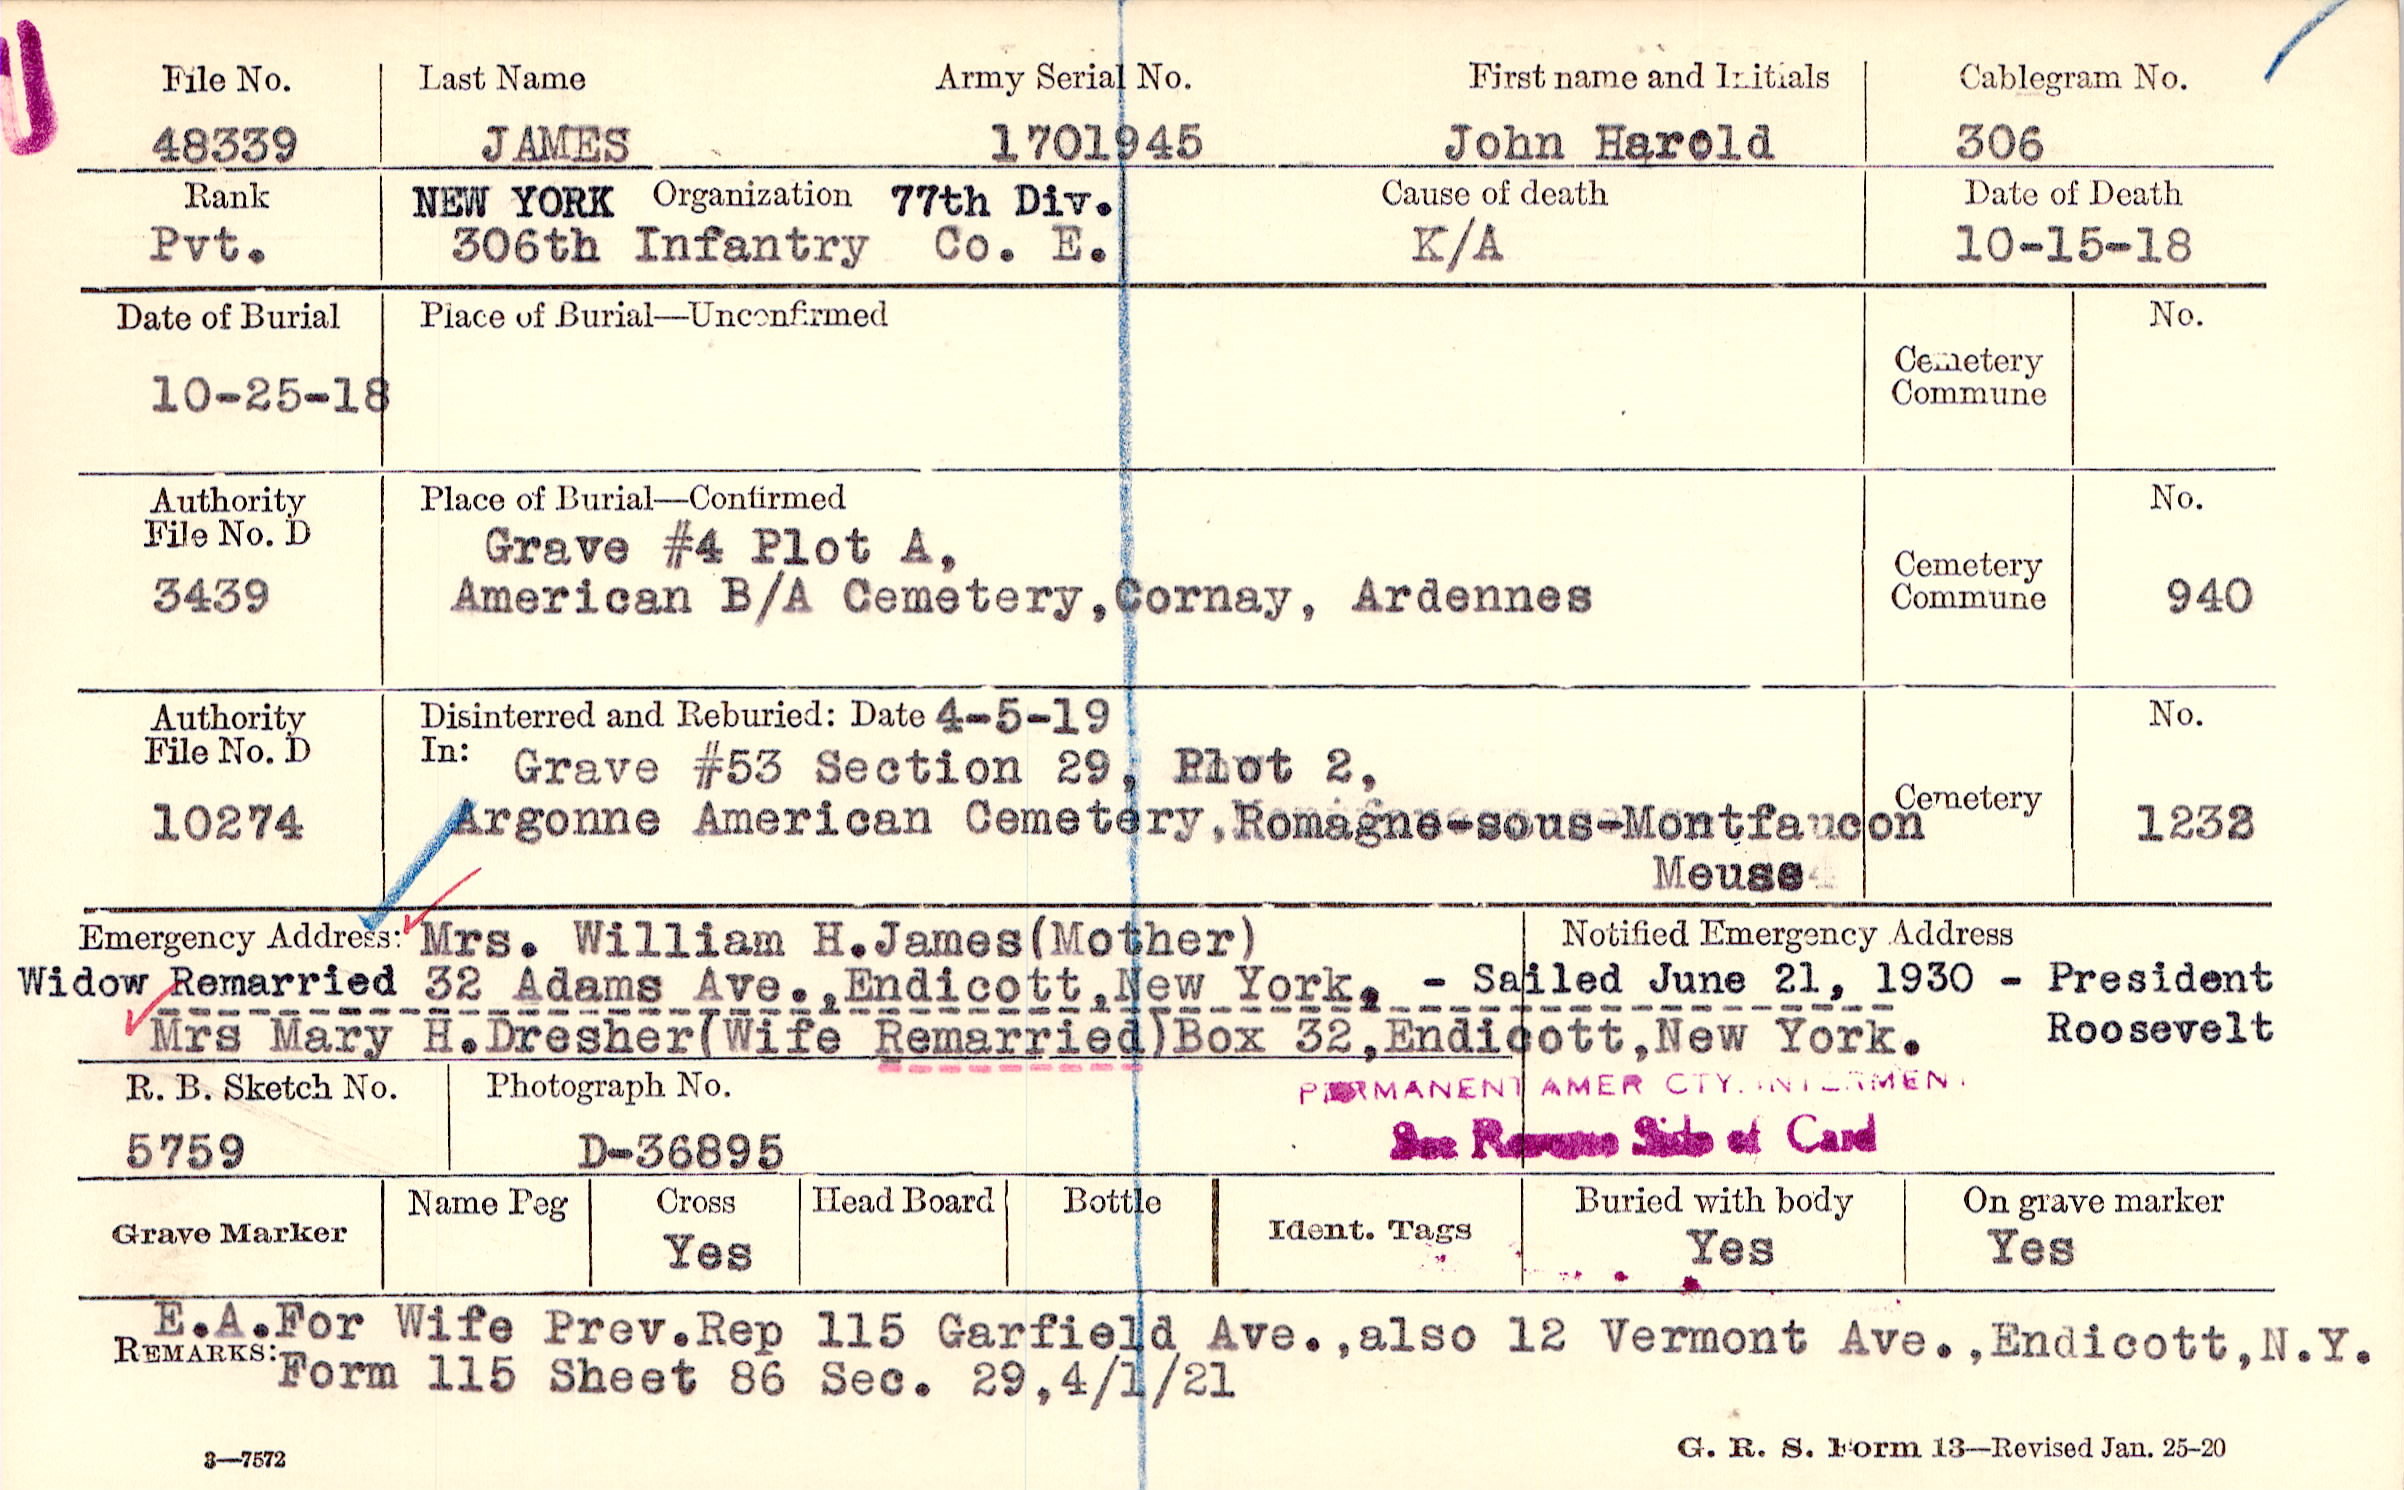 File No. Last Name Army Serial No. First name and Initials Cablegram No.
48339 JAMES 1701945 John Harold 306
Rank NEW YORK Organization 77th Div. Cause of death Date of Death
Pvt. 306th Infantry Co. E. K/A 10-15-18
Date of Burial Place of Burial—Unconfirmed No.
Cemetery
Commune
10-25-18
Authority Place of Burial—Confirmed No.
File No. D Grave #4 Plot A,
Cemetery
3439 American B/A Cemetery, Cornay, Ardennes Commune 940
Authority Disinterred and Reburied: Date 4-5-19 No.
File No. D In: Grave #53 Section 29, Plot 2,
10274 Argonne American Cemetery, Romagne-sous-Montfaucon Cemetery 1232
Meuse
Emergency Address: Mrs. William H.James(Mother) Notified Emergency Address
Widow Remarried 32 Adams Ave.,Endicott,New York. - Sailed June 21, 1930 - President
Mrs Mary H.Dresher(Wife Remarried)Box 32,Endicott,New York. Roosevelt
R. B. Sketch No. Photograph No. PERMANENT AMER CTY. INTERMENT
5759 D-36895 See Reverse Side of Card
Name Peg Cross Head Board Bottle Buried with body On grave marker
Grave Marker Yes Ident. Tags Yes Yes
E.A.For Wife Prev.Rep 115 Garfield Ave.,also 12 Vermont Ave.,Endicott,N.Y.
REMARKS: Form 115 Sheet 86 Sec. 29,4/1/21
3—7572 G. R. S. Form 13—Revised Jan. 25-20